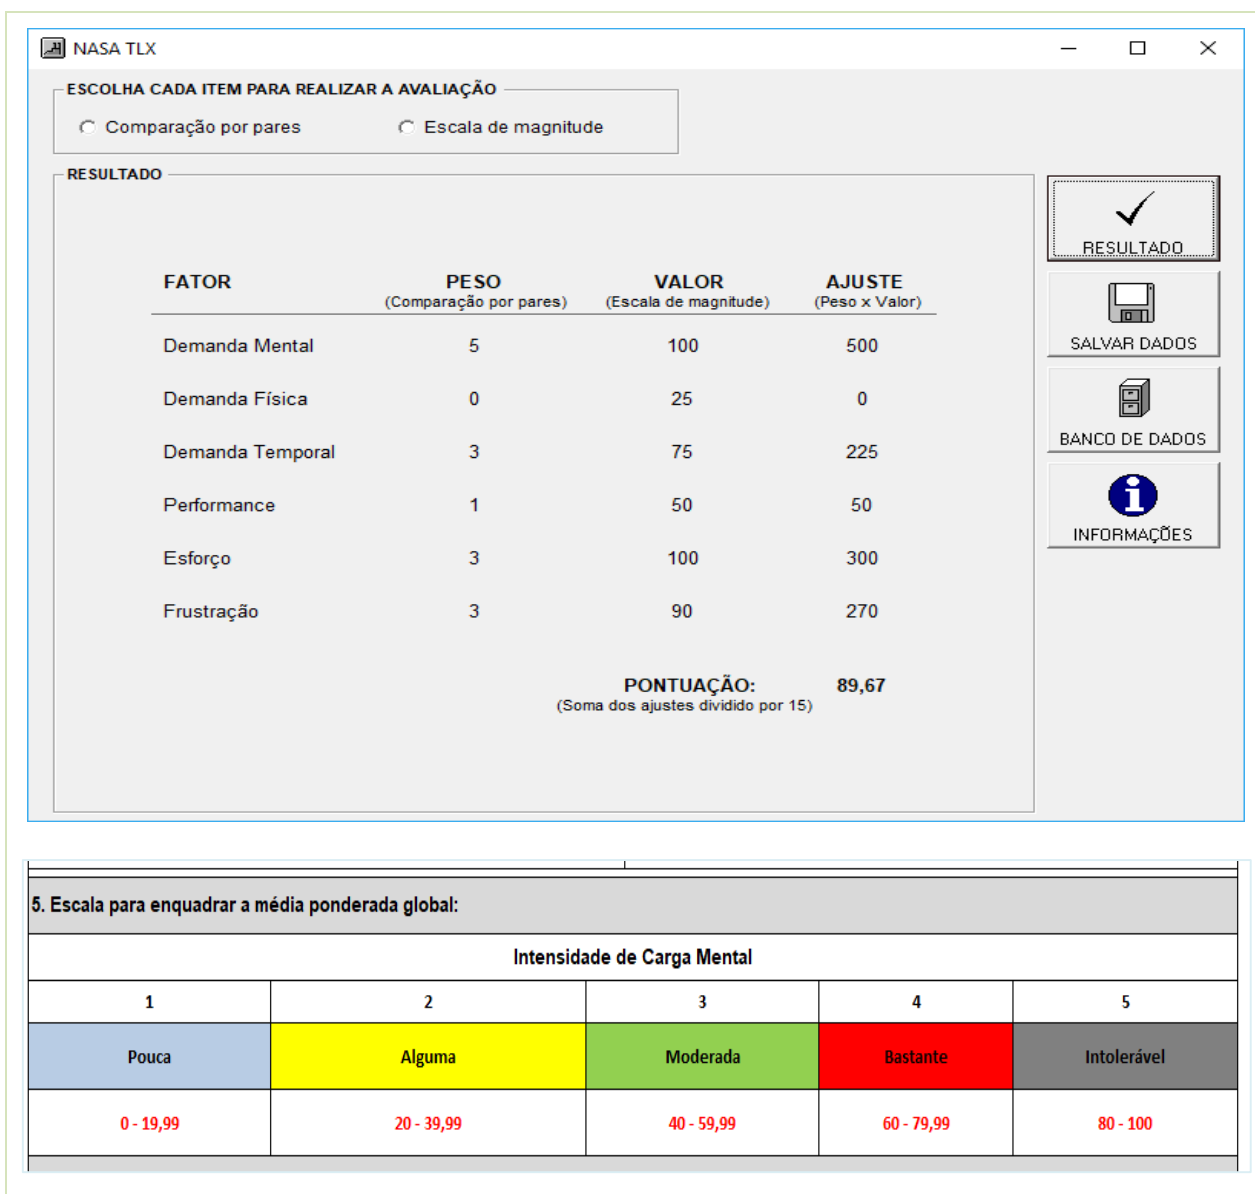 NASA TLX
ESCOLHA CADA ITEM PARA REALIZAR A AVALIAÇÃO
Comparação por pares Escala de magnitude
RESULTADO
FATOR PESO VALOR AJUSTE
(Comparação por pares) (Escala de magnitude) (Peso x Valor)
Demanda Mental 5 100 500
Demanda Física 0 25 0
Demanda Temporal 3 75 225
Performance 1 50 50
Esforço 3 100 300
Frustração 3 90 270
PONTUAÇÃO: 89,67
(Soma dos ajustes dividido por 15)
RESULTADO
SALVAR DADOS
BANCO DE DADOS
INFORMAÇÕES
5. Escala para enquadrar a média ponderada global:
Intensidade de Carga Mental
1 2 3 4 5
Pouca Alguma Moderada Bastante Intolerável
0 - 19,99 20 - 39,99 40 - 59,99 60 - 79,99 80 - 100